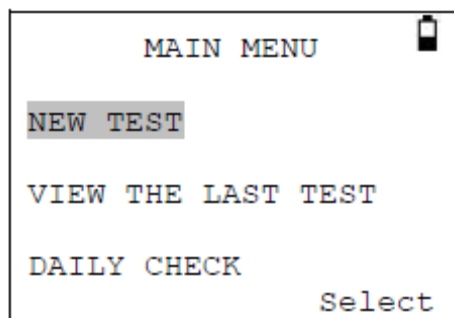 MAIN MENU
NEW TEST
VIEW THE LAST TEST
DAILY CHECK
Select